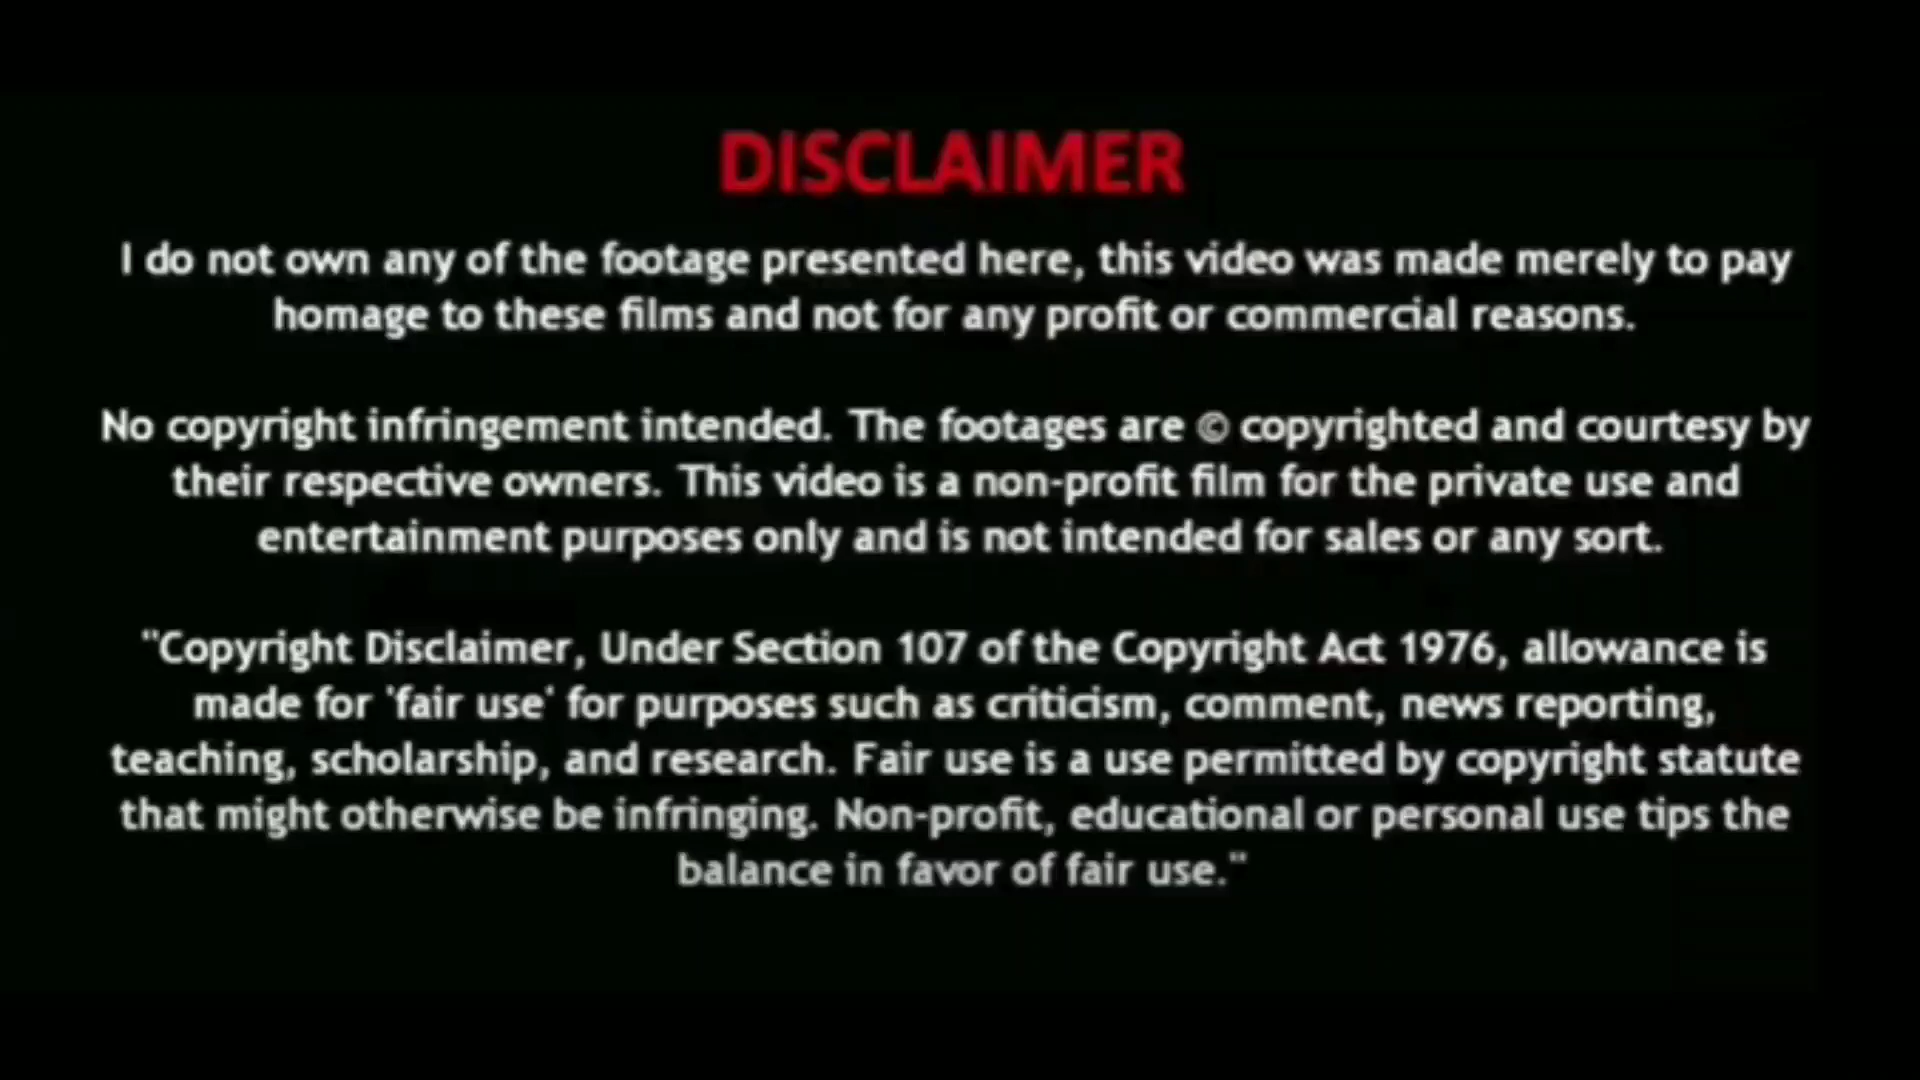 DISCLAIMER
I do not own any of the footage presented here, this video was made merely to pay
homage to these films and not for any profit or commercial reasons.
No copyright infringement intended. The footages are © copyrighted and courtesy by
their respective owners. This video is a non-profit film for the private use and
entertainment purposes only and is not intended for sales or any sort.
"Copyright Disclaimer, Under Section 107 of the Copyright Act 1976, allowance is
made for 'fair use' for purposes such as criticism, comment, news reporting,
teaching, scholarship, and research. Fair use is a use permitted by copyright statute
that might otherwise be infringing. Non-profit, educational or personal use tips the
balance in favor of fair use."